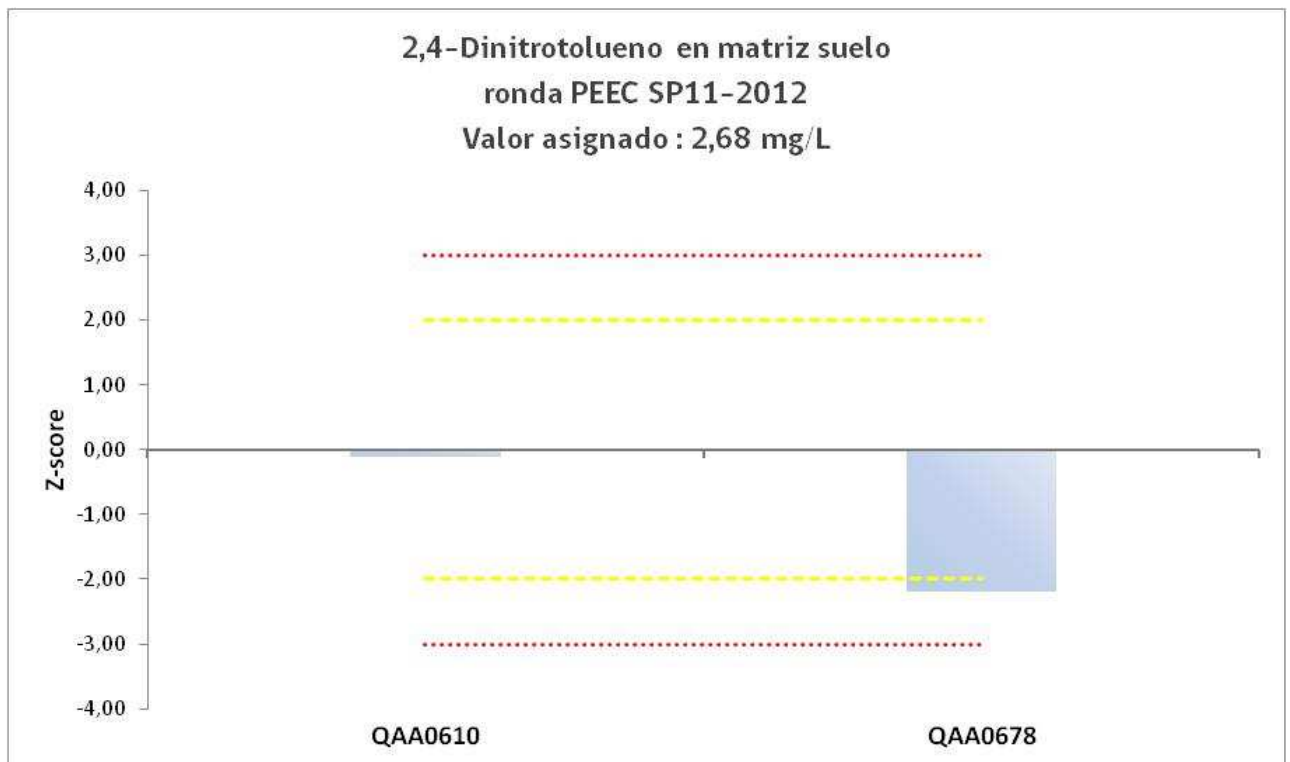 2,4-Dinitrotolueno en matriz suelo
ronda PEEC SP11-2012
Valor asignado : 2,68 mg/L
4,00
3,00
2,00
1,00
0,00
-1,00
-2,00
-3,00
-4,00
Z-score
QAA0610
QAA0678